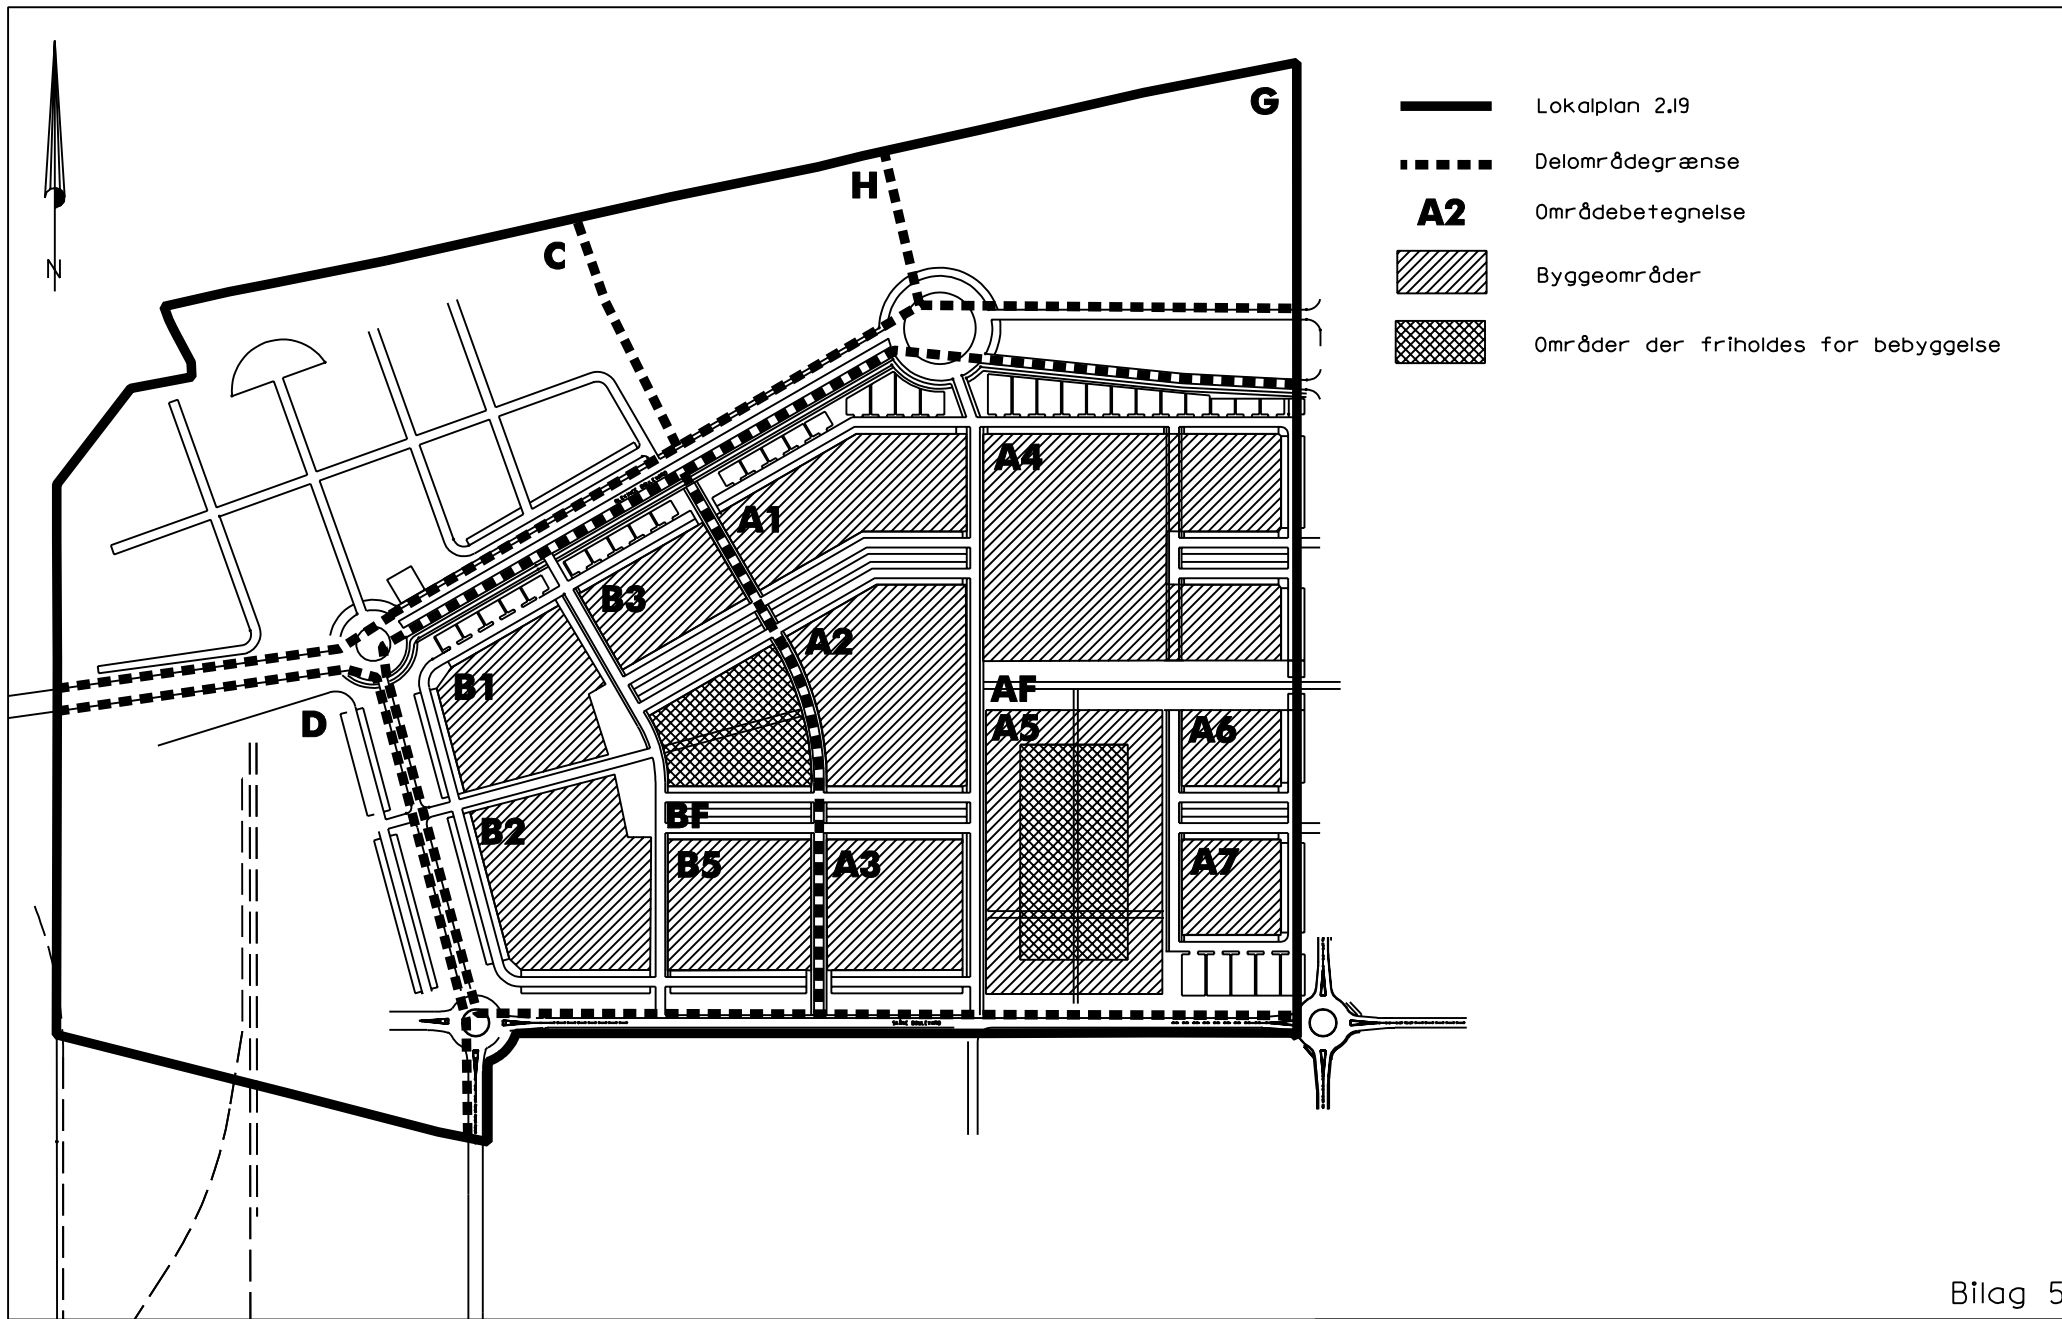 G
Lokalplan 2.19
Delområdegrænse
H
A2
Områdebetegnelse
C
N
Byggeområder
Områder der friholdes for bebyggelse
A4
A1
B3
A2
B1
AF
D
A5
A6
BF
B2
B5
A3
A7
Bilag 5